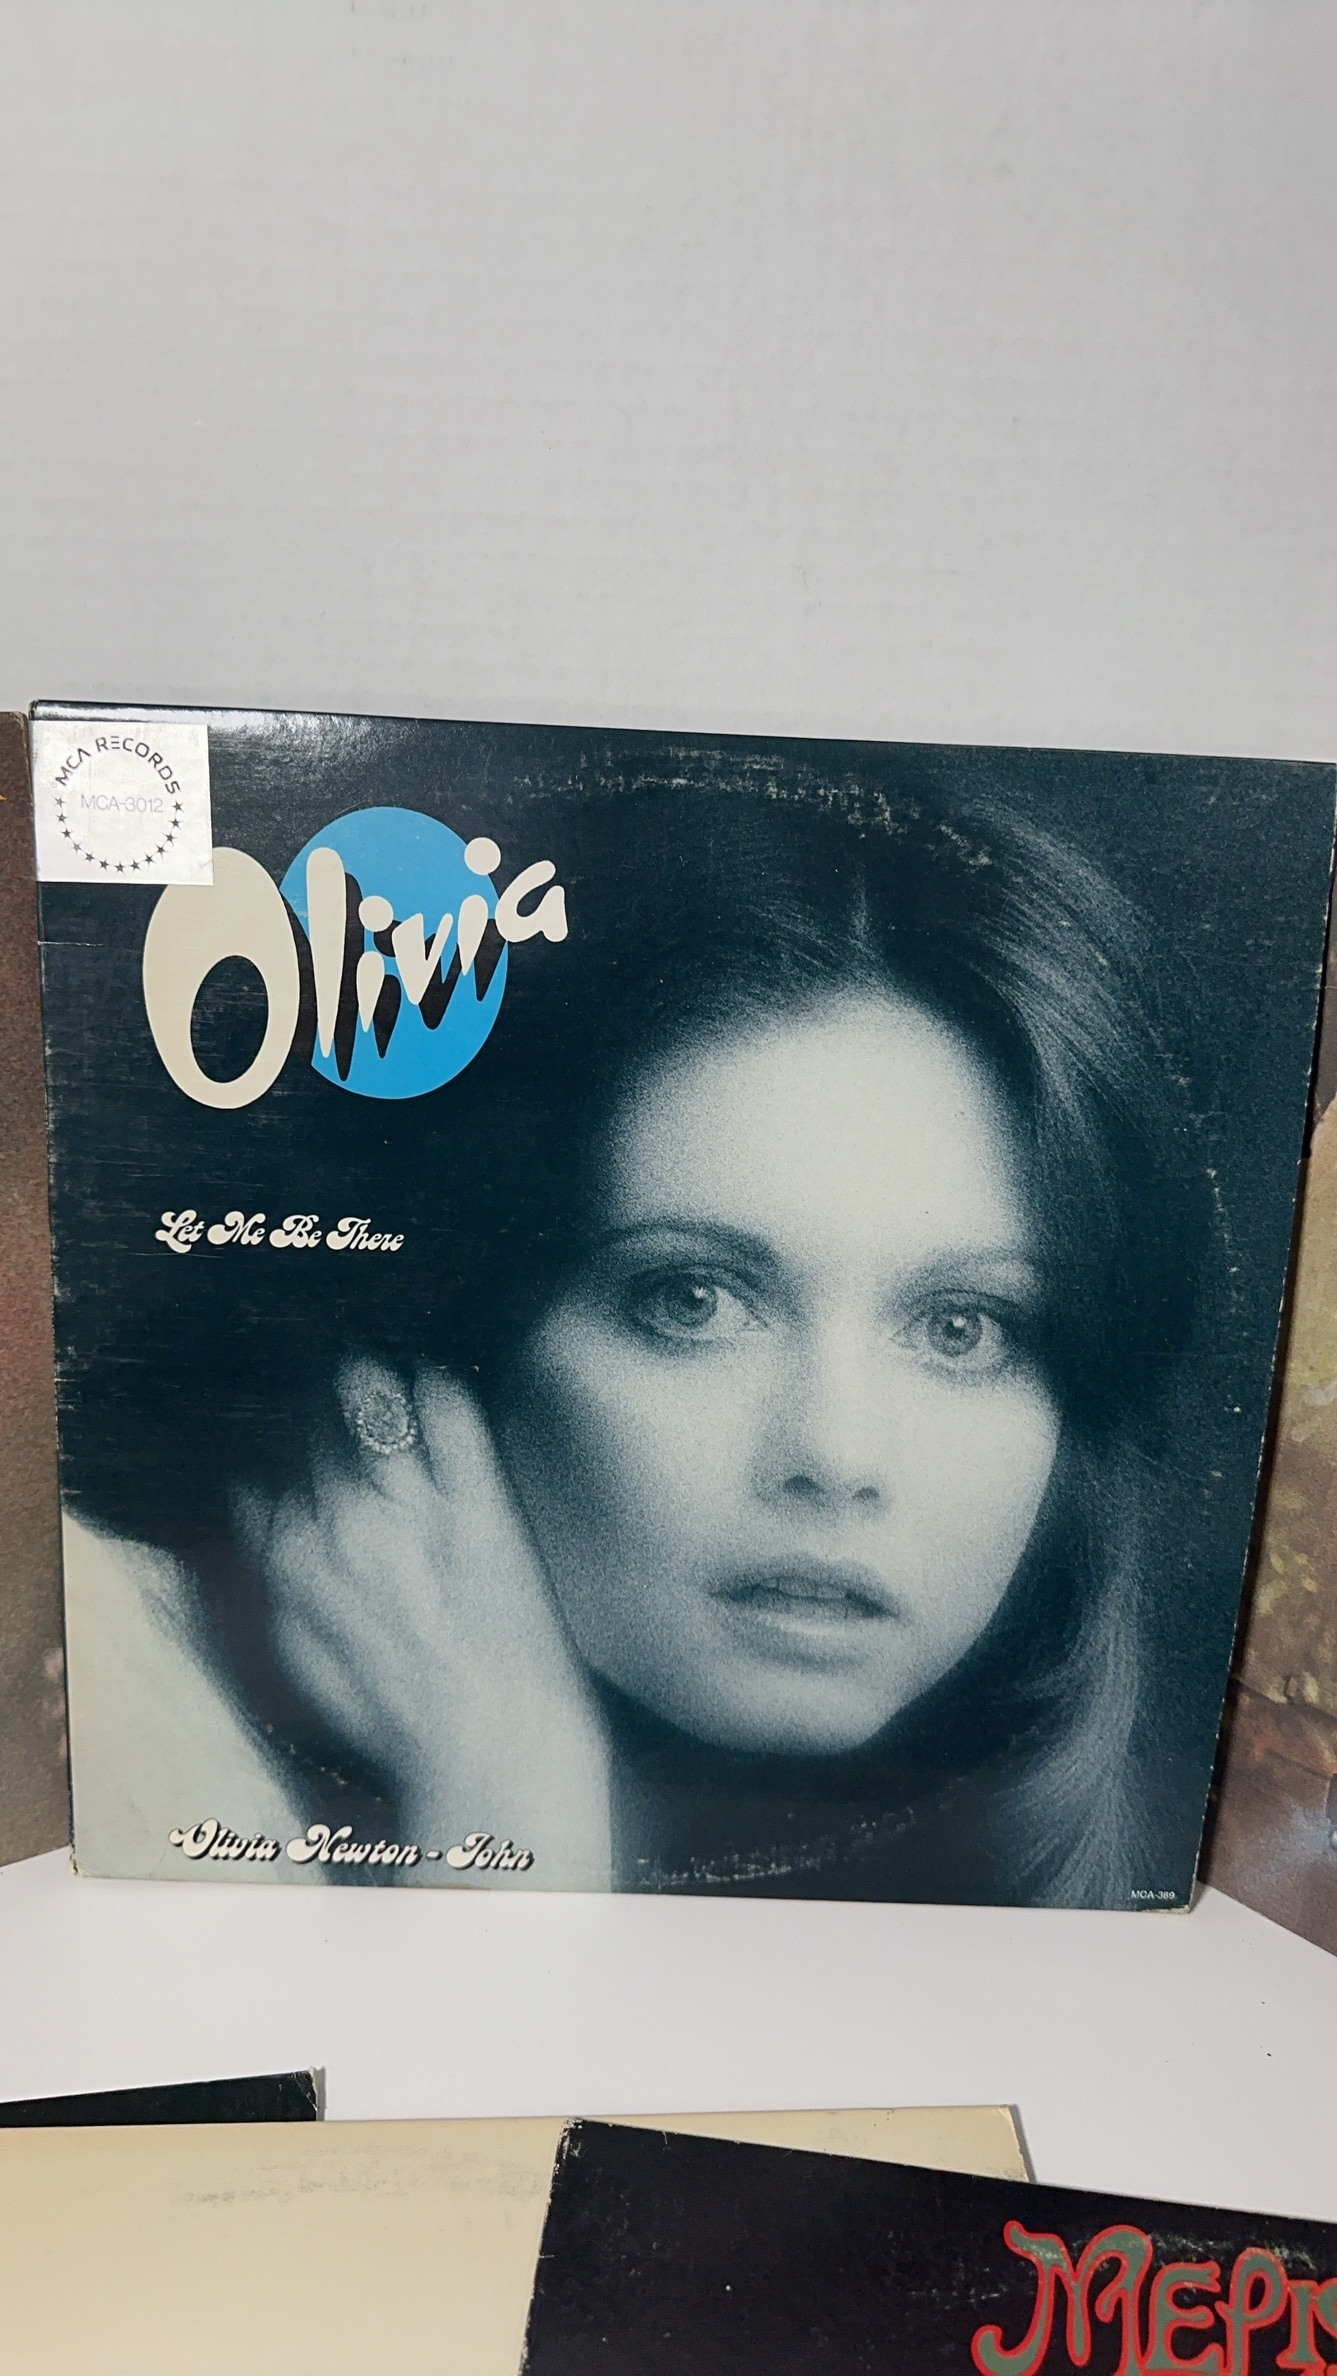 MCA RECORDS
MCA-3012
Olivia
Let Me Be There
Olivia Newton-John
MCA-389